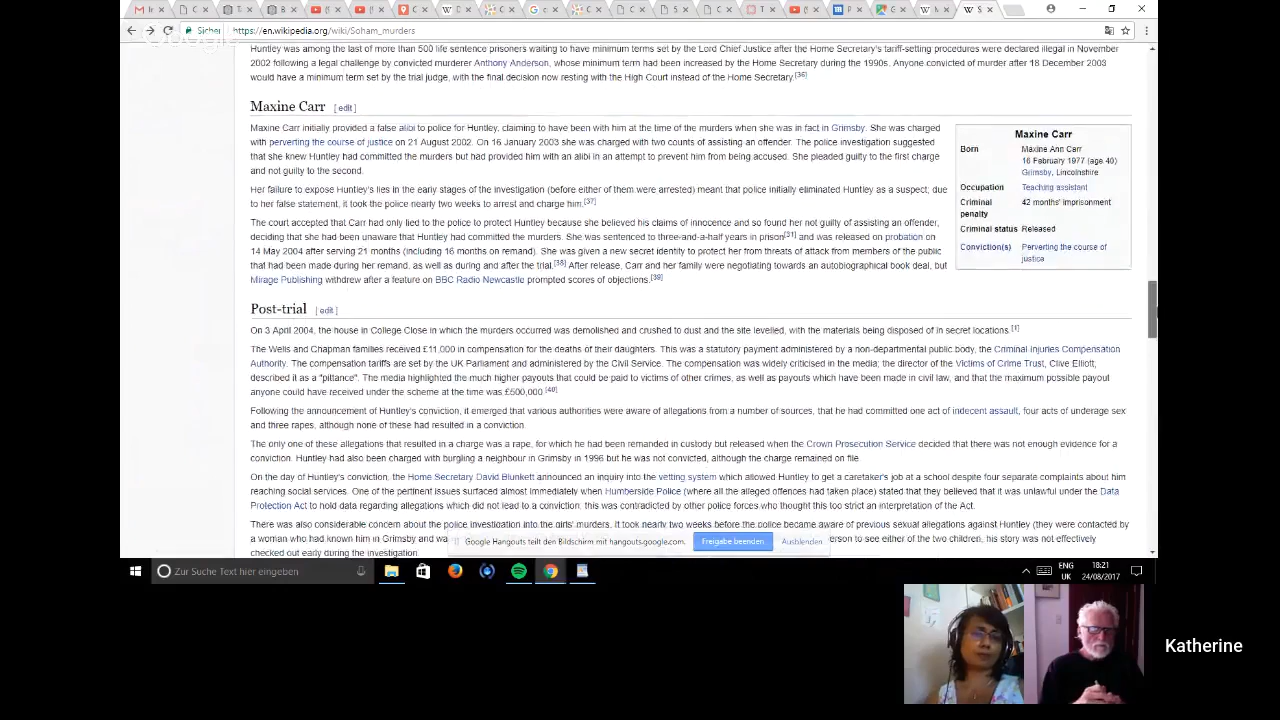 Sicher https://en.wikipedia.org/wiki/Soham_murders
Huntley was among the last of more than 500 life sentence prisoners waiting to have minimum terms set by the Lord Chief Justice after the Home Secretary's tariff-setting procedures were declared illegal in November
2002 following a legal challenge by convicted murderer Anthony Anderson, whose minimum term had been increased by the Home Secretary during the 1990s. Anyone convicted of murder after 18 December 2003
would have a minimum term set by the trial judge, with the final decision now resting with the High Court instead of the Home Secretary.[36]
Maxine Carr [ edit ]
Maxine Carr initially provided a false alibi to police for Huntley, claiming to have been with him at the time of the murders when she was in fact in Grimsby. She was charged
with perverting the course of justice on 21 August 2002. On 16 January 2003 she was charged with two counts of assisting an offender. The police investigation suggested
that she knew Huntley had committed the murders but had provided him with an alibi in an attempt to prevent him from being accused. She pleaded guilty to the first charge
and not guilty to the second.
Her failure to expose Huntley's lies in the early stages of the investigation (before either of them were arrested) meant that police initially eliminated Huntley as a suspect; due
to her false statement, it took the police nearly two weeks to arrest and charge him.[37]
The court accepted that Carr had only lied to the police to protect Huntley because she believed his claims of innocence and so found her not guilty of assisting an offender,
deciding that she had been unaware that Huntley had committed the murders. She was sentenced to three-and-a-half years in prison[31] and was released on probation on
14 May 2004 after serving 21 months (including 16 months on remand). She was given a new secret identity to protect her from threats of attack from members of the public
that had been made during her remand, as well as during and after the trial.[38] After release, Carr and her family were negotiating towards an autobiographical book deal, but
Mirage Publishing withdrew after a feature on BBC Radio Newcastle prompted scores of objections.[39]
Maxine Carr
Born Maxine Ann Carr
16 February 1977 (age 40)
Grimsby, Lincolnshire
Occupation Teaching assistant
Criminal penalty 42 months' imprisonment
Criminal status Released
Conviction(s) Perverting the course of
justice
Post-trial [ edit ]
On 3 April 2004, the house in College Close in which the murders occurred was demolished and crushed to dust and the site levelled, with the materials being disposed of in secret locations.[1]
The Wells and Chapman families received £11,000 in compensation for the deaths of their daughters. This was a statutory payment administered by a non-departmental public body, the Criminal Injuries Compensation
Authority. The compensation tariffs are set by the UK Parliament and administered by the Civil Service. The compensation was widely criticised in the media; the director of the Victims of Crime Trust, Clive Elliott,
described it as a "pittance". The media highlighted the much higher payouts that could be paid to victims of other crimes, as well as payouts which have been made in civil law, and that the maximum possible payout
anyone could have received under the scheme at the time was £500,000.[40]
Following the announcement of Huntley's conviction, it emerged that various authorities were aware of allegations from a number of sources, that he had committed one act of indecent assault, four acts of underage sex
and three rapes, although none of these had resulted in a conviction.
The only one of these allegations that resulted in a charge was a rape, for which he had been remanded in custody but released when the Crown Prosecution Service decided that there was not enough evidence for a
conviction. Huntley had also been charged with burgling a neighbour in Grimsby in 1996 but he was not convicted, although the charge remained on file.
On the day of Huntley's conviction, the Home Secretary David Blunkett announced an inquiry into the vetting system which allowed Huntley to get a caretaker's job at a school despite four separate complaints about him
reaching social services. One of the pertinent issues surfaced almost immediately when Humberside Police (where all the alleged offences had taken place) stated that they believed that it was unlawful under the Data
Protection Act to hold data regarding allegations which did not lead to a conviction; this was contradicted by other police forces who thought this too strict an interpretation of the Act.
There was also considerable concern about the police investigation into the girls' murders. It took nearly two weeks before the police became aware of previous sexual allegations against Huntley (they were contacted by
a woman who had known him in Grimsby and person to see either of the two children; his story was not effectively
checked out early during the investigation.
Google Hangouts teilt den Bildschirm mit hangouts.google.com. Freigabe beenden Ausblenden
Zur Suche Text hier eingeben
ENG
UK
18:21
24/08/2017
Katherine